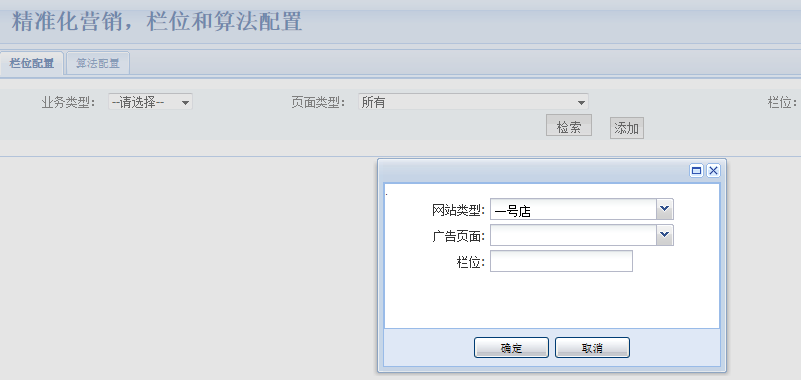 精准化营销，栏位和算法配置
栏位配置 算法配置
业务类型： --请选择-- 页面类型： 所有 栏位：
检索 添加
网站类型: 一号店
广告页面:
栏位:
确定 取消